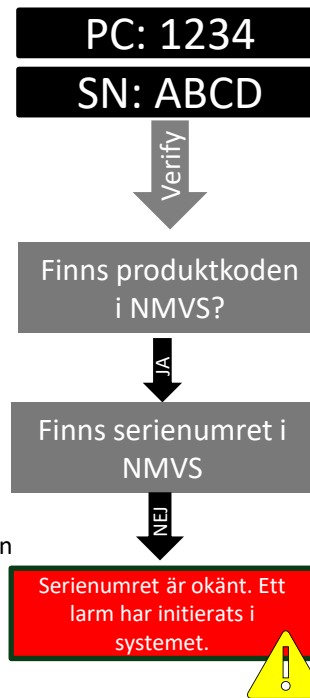 PC: 1234
SN: ABCD
Verify
Finns produktkoden
i NMVS?
JA
Finns serienumret i
NMVS
NEJ
n
Serienumret är okänt. Ett
larm har initierats i
systemet.
!